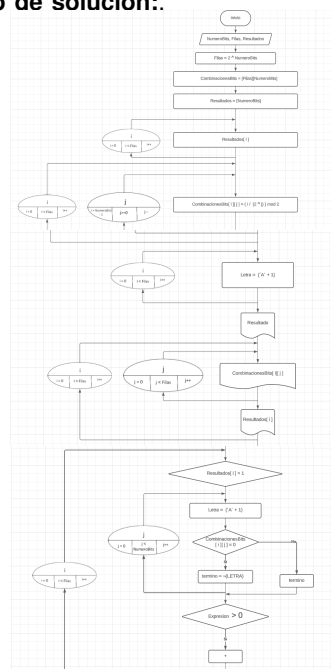 o de solución:.
Inicio
NumeroBits, Filas, Resultados
Filas = 2 ^ NumeroBits
CombinacionesBits = [Filas][NumeroBits]
Resultados = [NumeroBits]
i
i = 0 i < Filas i++
Resultados[ i ]
i
i = 0 i < Filas i++
j
j>=0 j--
CombinacionesBits[ i ][ j ] = ( i / (2 ^ j) ) mod 2
i
i = 0 i < Filas i++
Letra = ( 'A' + 1)
Resultado
i
i = 0 i < Filas i++
j
j = 0 j < Filas j++
CombinacionesBits[ i][ j ]
Resultados[ i ]
Resultados[ i ] = 1
Letra = ('A' + 1)
j
j = 0 j < NumeroBits j++
CombinacionesBits
[ i ][ j ] = 0
termino = ¬(LETRA)
termino
i
i = 0 i < Filas i++
Expresion > 0
+